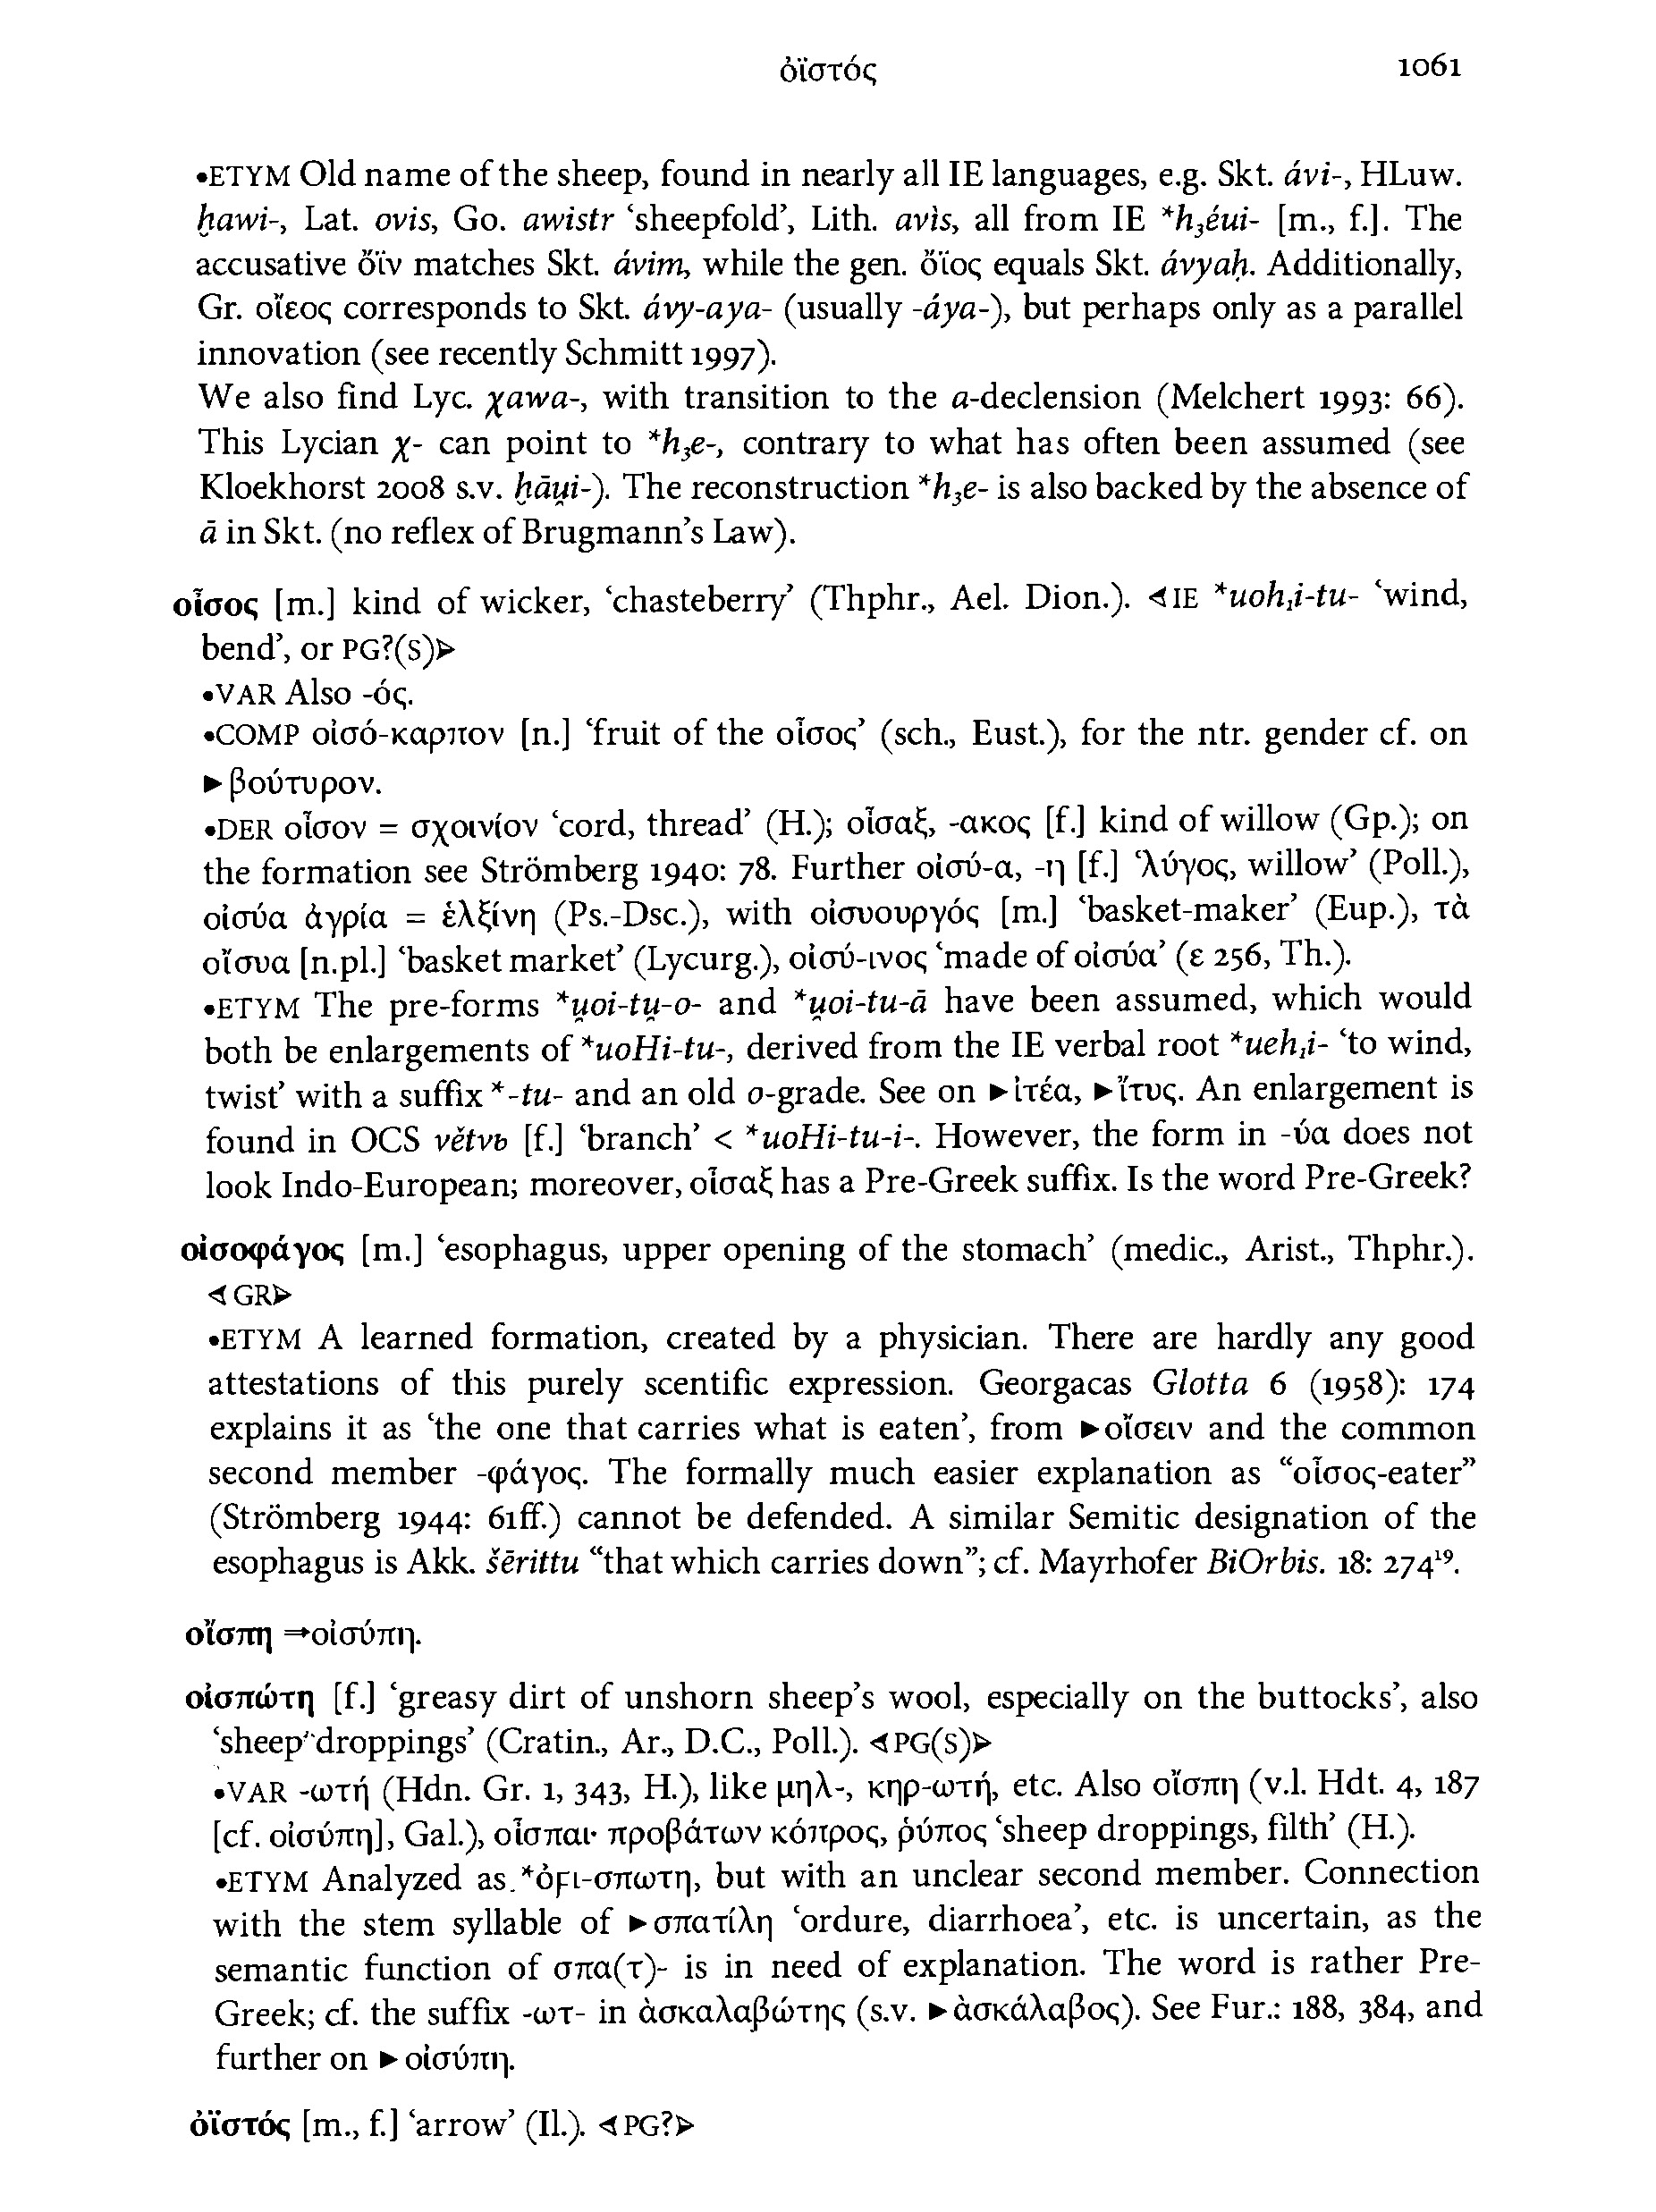 ὀϊστός 1061
•ETYM Old name of the sheep, found in nearly all IE languages, e.g. Skt. ávi-, HLuw.
ḫawi-, Lat. ovis, Go. awistr ‘sheepfold’, Lith. avìs, all from IE *h₃éui- [m., f.]. The
accusative ὄϊν matches Skt. ávim, while the gen. ὄϊος equals Skt. ávyaḥ. Additionally,
Gr. οἴεος corresponds to Skt. ávy-aya- (usually -áya-), but perhaps only as a parallel
innovation (see recently Schmitt 1997).
We also find Lyc. χawa-, with transition to the a-declension (Melchert 1993: 66).
This Lycian χ- can point to *h₃e-, contrary to what has often been assumed (see
Kloekhorst 2008 s.v. ḫāu̯i-). The reconstruction *h₃e- is also backed by the absence of
ā in Skt. (no reflex of Brugmann’s Law).
οἶσος [m.] kind of wicker, ‘chasteberry’ (Thphr., Ael. Dion.). ⊲IE *uoh₁i-tu- ‘wind,
bend’, or PG?(S)⊳
•VAR Also -ός.
•COMP οἰσό-καρπον [n.] ‘fruit of the οἶσος’ (sch., Eust.), for the ntr. gender cf. on
►βούτυρον.
•DER οἶσον = σχοινίον ‘cord, thread’ (H.); οἶσαξ, -ακος [f.] kind of willow (Gp.); on
the formation see Strömberg 1940: 78. Further οἰσύ-α, -η [f.] ‘λύγος, willow’ (Poll.),
οἰσύα ἀγρία = ἑλξίνη (Ps.-Dsc.), with οἰσυουργός [m.] ‘basket-maker’ (Eup.), τὰ
οἴσυα [n.pl.] ‘basket market’ (Lycurg.), οἰσύ-ινος ‘made of οἰσύα’ (ε 256, Th.).
•ETYM The pre-forms *u̯oi-tu̯-o- and *u̯oi-tu-ā have been assumed, which would
both be enlargements of *uoHi-tu-, derived from the IE verbal root *ueh₁i- ‘to wind,
twist’ with a suffix *-tu- and an old o-grade. See on ►ἰτέα, ►ἴτυς. An enlargement is
found in OCS větvь [f.] ‘branch’ < *uoHi-tu-i-. However, the form in -ύα does not
look Indo-European; moreover, οἶσαξ has a Pre-Greek suffix. Is the word Pre-Greek?
οἰσοφάγος [m.] ‘esophagus, upper opening of the stomach’ (medic., Arist., Thphr.).
⊲GR⊳
•ETYM A learned formation, created by a physician. There are hardly any good
attestations of this purely scentific expression. Georgacas Glotta 6 (1958): 174
explains it as ‘the one that carries what is eaten’, from ►οἴσειν and the common
second member -φάγος. The formally much easier explanation as “οἶσος-eater”
(Strömberg 1944: 61ff.) cannot be defended. A similar Semitic designation of the
esophagus is Akk. šērittu “that which carries down”; cf. Mayrhofer BiOrbis. 18: 274¹⁹.
οἴσπη ⇒οἰσύπη.
οἰσπώτη [f.] ‘greasy dirt of unshorn sheep’s wool, especially on the buttocks’, also
‘sheep droppings’ (Cratin., Ar., D.C., Poll.). ⊲PG(S)⊳
•VAR -ωτή (Hdn. Gr. 1, 343, H.), like μηλ-, κηρ-ωτή, etc. Also οἴσπη (v.l. Hdt. 4, 187
[cf. οἰσύπη], Gal.), οἶσπαι· προβάτων κόπρος, ῥύπος ‘sheep droppings, filth’ (H.).
•ETYM Analyzed as *ὀϝι-σπωτη, but with an unclear second member. Connection
with the stem syllable of ►σπατίλη ‘ordure, diarrhoea’, etc. is uncertain, as the
semantic function of σπα(τ)- is in need of explanation. The word is rather Pre-
Greek; cf. the suffix -ωτ- in ἀσκαλαβώτης (s.v. ►ἀσκάλαβος). See Fur.: 188, 384, and
further on ►οἰσύπη.
ὀϊστός [m., f.] ‘arrow’ (Il.). ⊲PG?⊳